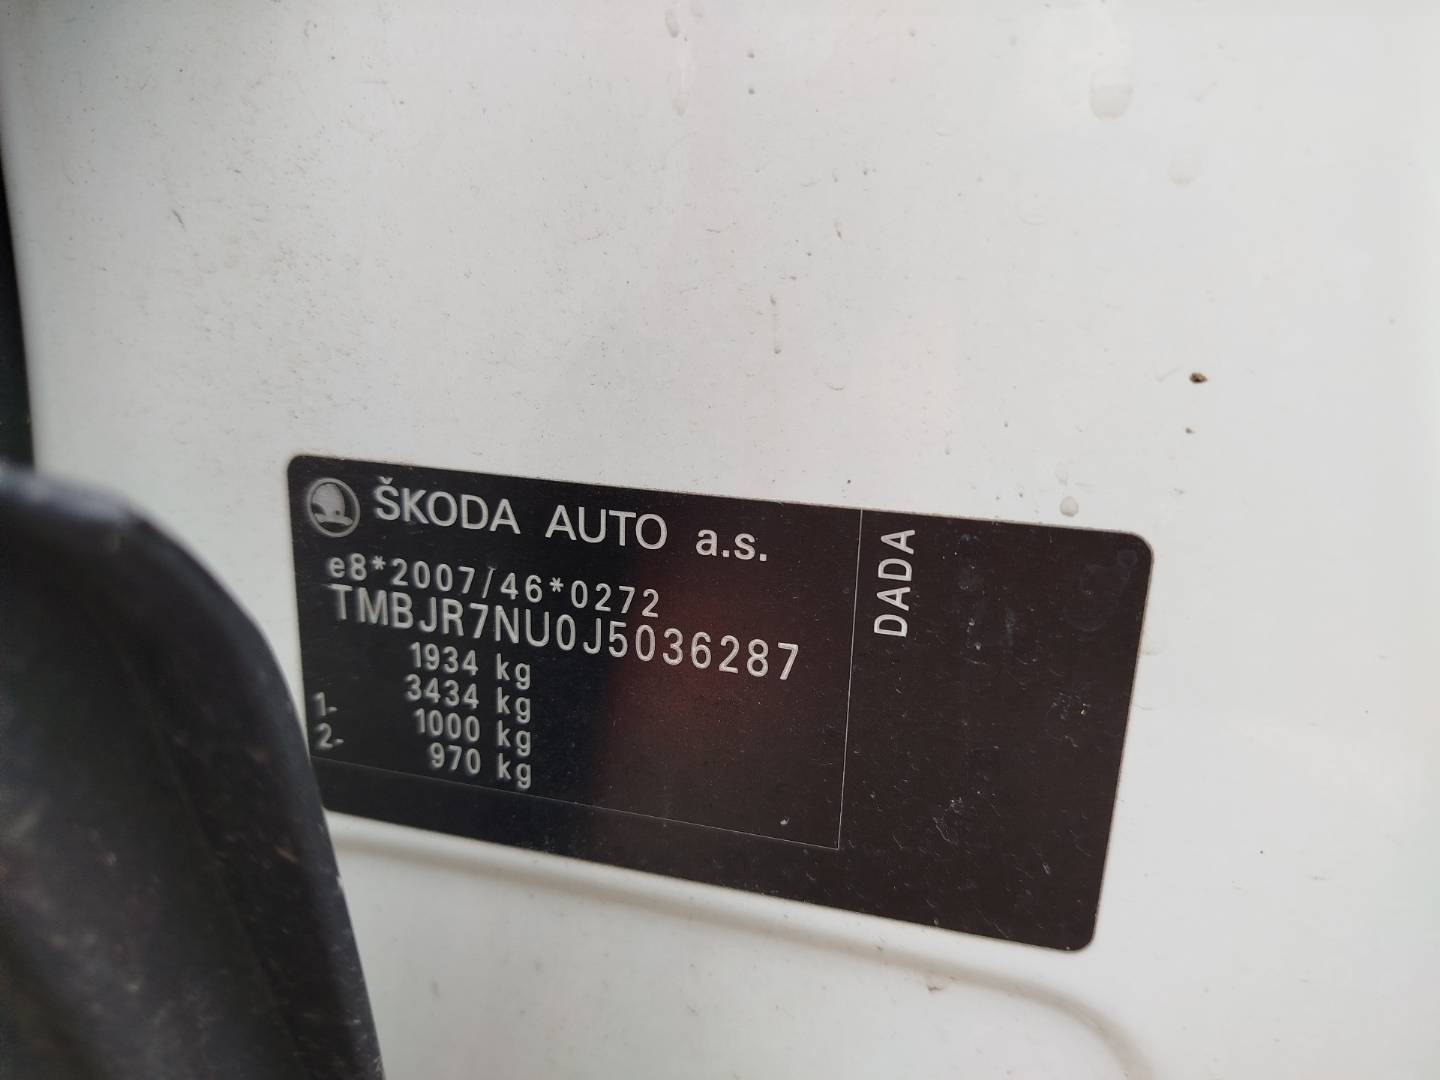 ŠKODA AUTO a.s.
e8*2007/46*0272
TMBJR7NU0J5036287
1934 kg
3434 kg
1- 1000 kg
2- 970 kg
DADA